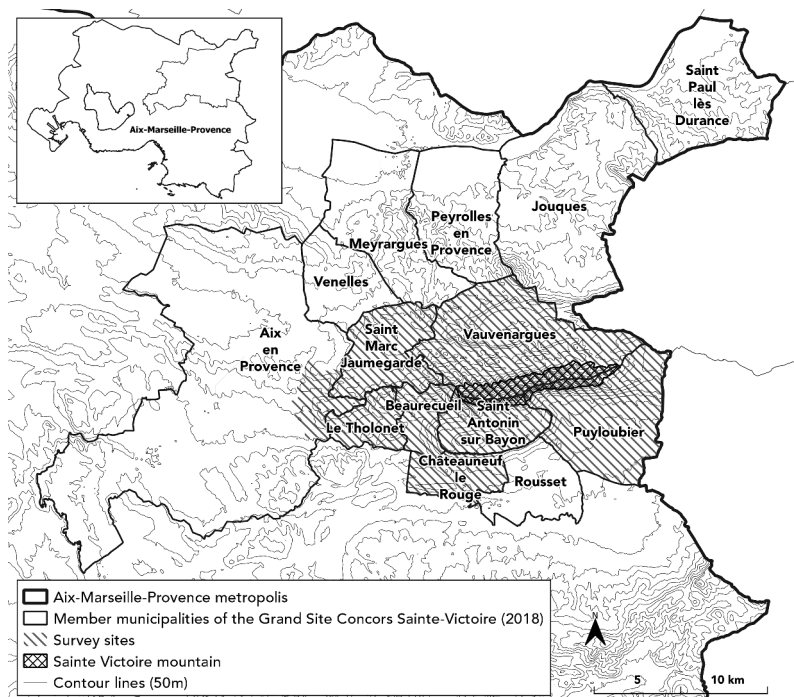 Aix-Marseille-Provence
Saint
Paul
lès
Durance
Jouques
Peyrolles
en
Provence
Meyrargues
Venelles
Aix
en
Provence
Saint
Marc
Jaumegarde
Vauvenargues
Beaurecueil
Le Tholonet
Saint
Antonin
sur Bayon
Puyloubier
Châteauneuf
le
Rouge
Rousset
Aix-Marseille-Provence metropolis
Member municipalities of the Grand Site Concors Sainte-Victoire (2018)
Survey sites
Sainte Victoire mountain
Contour lines (50m)
N
5 10 km